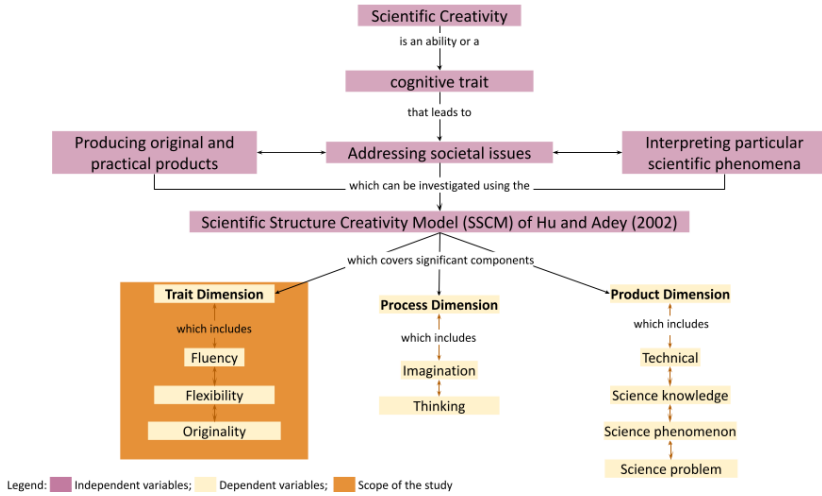 Scientific Creativity
is an ability or a
cognitive trait
that leads to
Producing original and
practical products
Addressing societal issues
Interpreting particular
scientific phenomena
which can be investigated using the
Scientific Structure Creativity Model (SSCM) of Hu and Adey (2002)
which covers significant components
Trait Dimension
which includes
Fluency
Flexibility
Originality
Process Dimension
which includes
Imagination
Thinking
Product Dimension
which includes
Technical
Science knowledge
Science phenomenon
Science problem
Legend: Independent variables; Dependent variables; Scope of the study